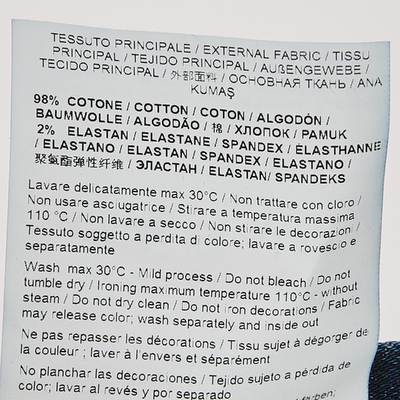 TESSUTO PRINCIPALE / EXTERNAL FABRIC / TISSU
PRINCIPAL / TEJIDO PRINCIPAL / AUßENGEWEBE /
TECIDO PRINCIPAL / 外部面料 / ОСНОВНАЯ ТКАНЬ / ANA
KUMAŞ
98% COTONE / COTTON / COTON / ALGODÓN /
BAUMWOLLE / ALGODÃO / 棉 / ХЛОПОК / PAMUK
2% ELASTAN / ELASTANE / SPANDEX / ÉLASTHANNE
/ ELASTANO / ELASTAN / SPANDEX / ELASTANO /
聚氨酯弹性纤维 / ЭЛАСТАН / ELASTAN/ SPANDEKS
Lavare delicatamente max 30°C / Non trattare con cloro /
Non usare asciugatrice / Stirare a temperatura massima
110 °C / Non lavare a secco / Non stirare le decorazioni /
Tessuto soggetto a perdita di colore; lavare a rovescio e
separatamente
Wash max 30°C - Mild process / Do not bleach / Do not
tumble dry / Ironing maximum temperature 110°C - without
steam / Do not dry clean / Do not iron decorations / Fabric
may release color; wash separately and inside out
Ne pas repasser les décorations / Tissu sujet à dégorger de
la couleur ; laver à l'envers et séparément
No planchar las decoraciones / Tejido sujeto a pérdida de
color; lavar al revés y por separado